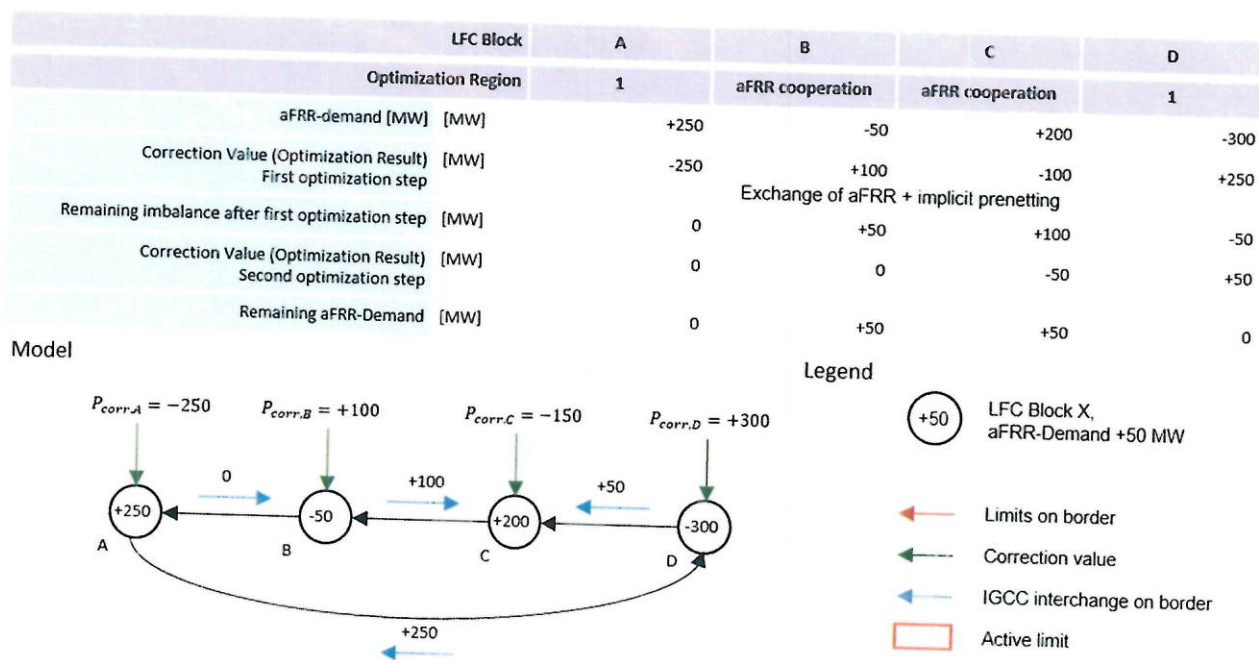 LFC Block A B C D
Optimization Region 1 aFRR cooperation aFRR cooperation 1
aFRR-demand [MW] [MW] +250 -50 +200 -300
Correction Value (Optimization Result) [MW] -250 +100 -100 +250
First optimization step
Exchange of aFRR + implicit prenetting
Remaining imbalance after first optimization step [MW] 0 +50 +100 -50
Correction Value (Optimization Result) [MW] 0 0 -50 +50
Second optimization step
Remaining aFRR-Demand [MW] 0 +50 +50 0
Model
Legend
P_corr.A = −250 P_corr.B = +100 P_corr.C = −150 P_corr.D = +300
+50 LFC Block X,
aFRR-Demand +50 MW
0 +100 +50
+250 -50 +200 -300
A B C D
+250
Limits on border
Correction value
IGCC interchange on border
Active limit